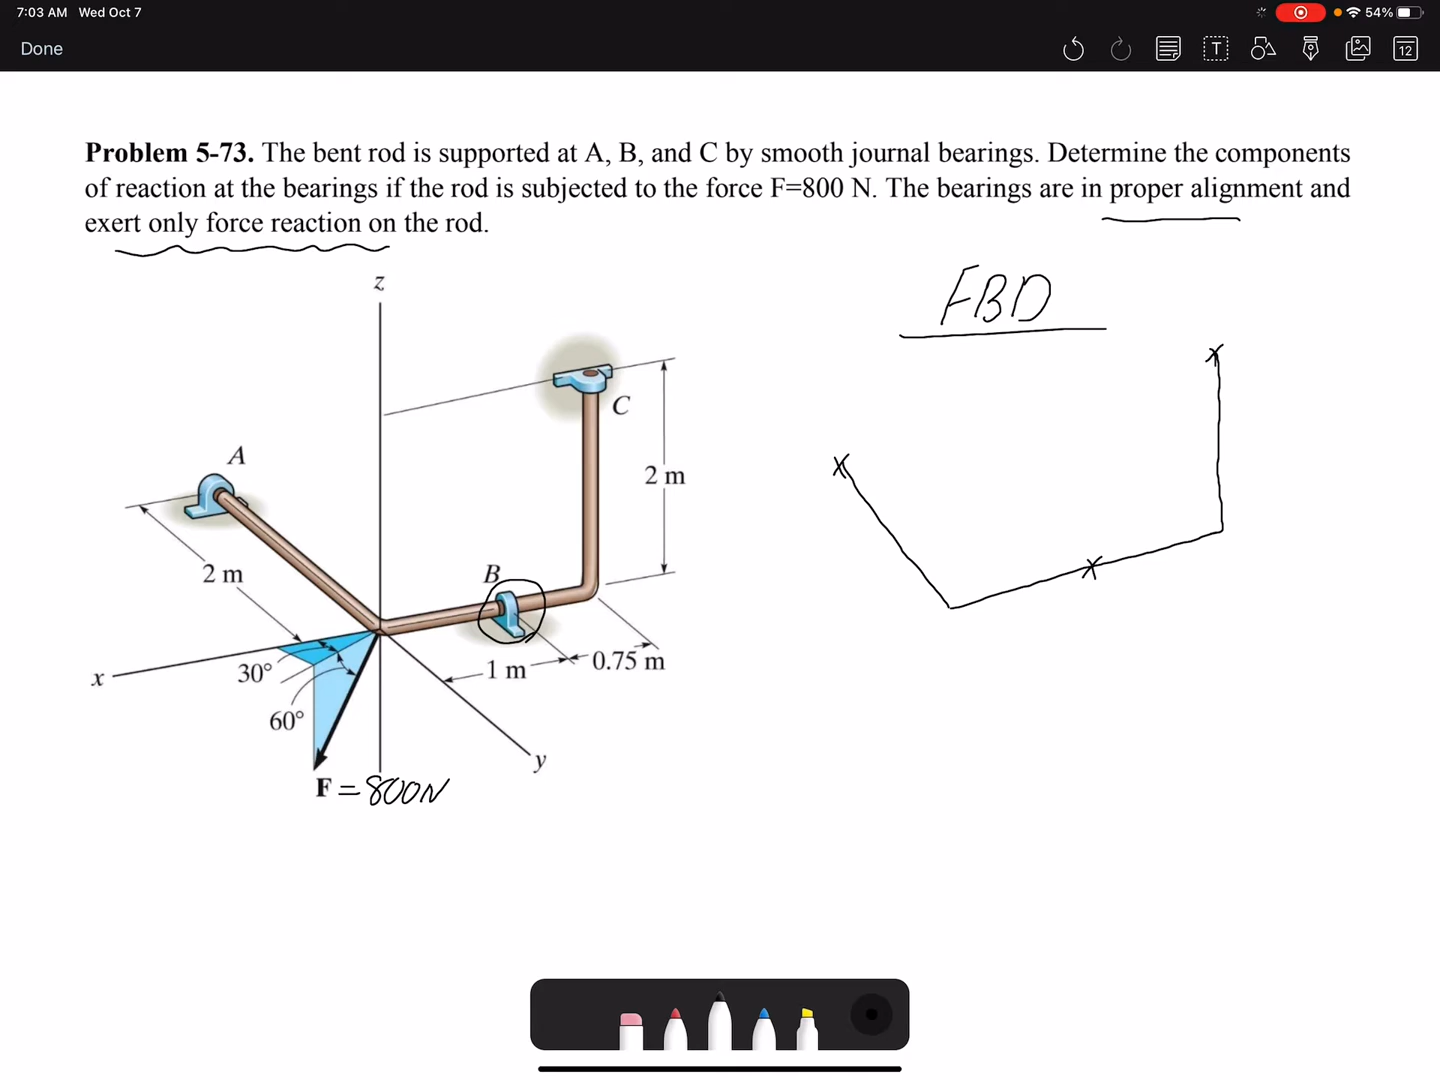 7:03 AM Wed Oct 7
54%
Done
T
12
Problem 5-73. The bent rod is supported at A, B, and C by smooth journal bearings. Determine the components
of reaction at the bearings if the rod is subjected to the force F=800 N. The bearings are in proper alignment and
exert only force reaction on the rod.
FBD
z
C
A
2 m
2 m
B
x
30°
1 m
0.75 m
60°
y
F = 800N